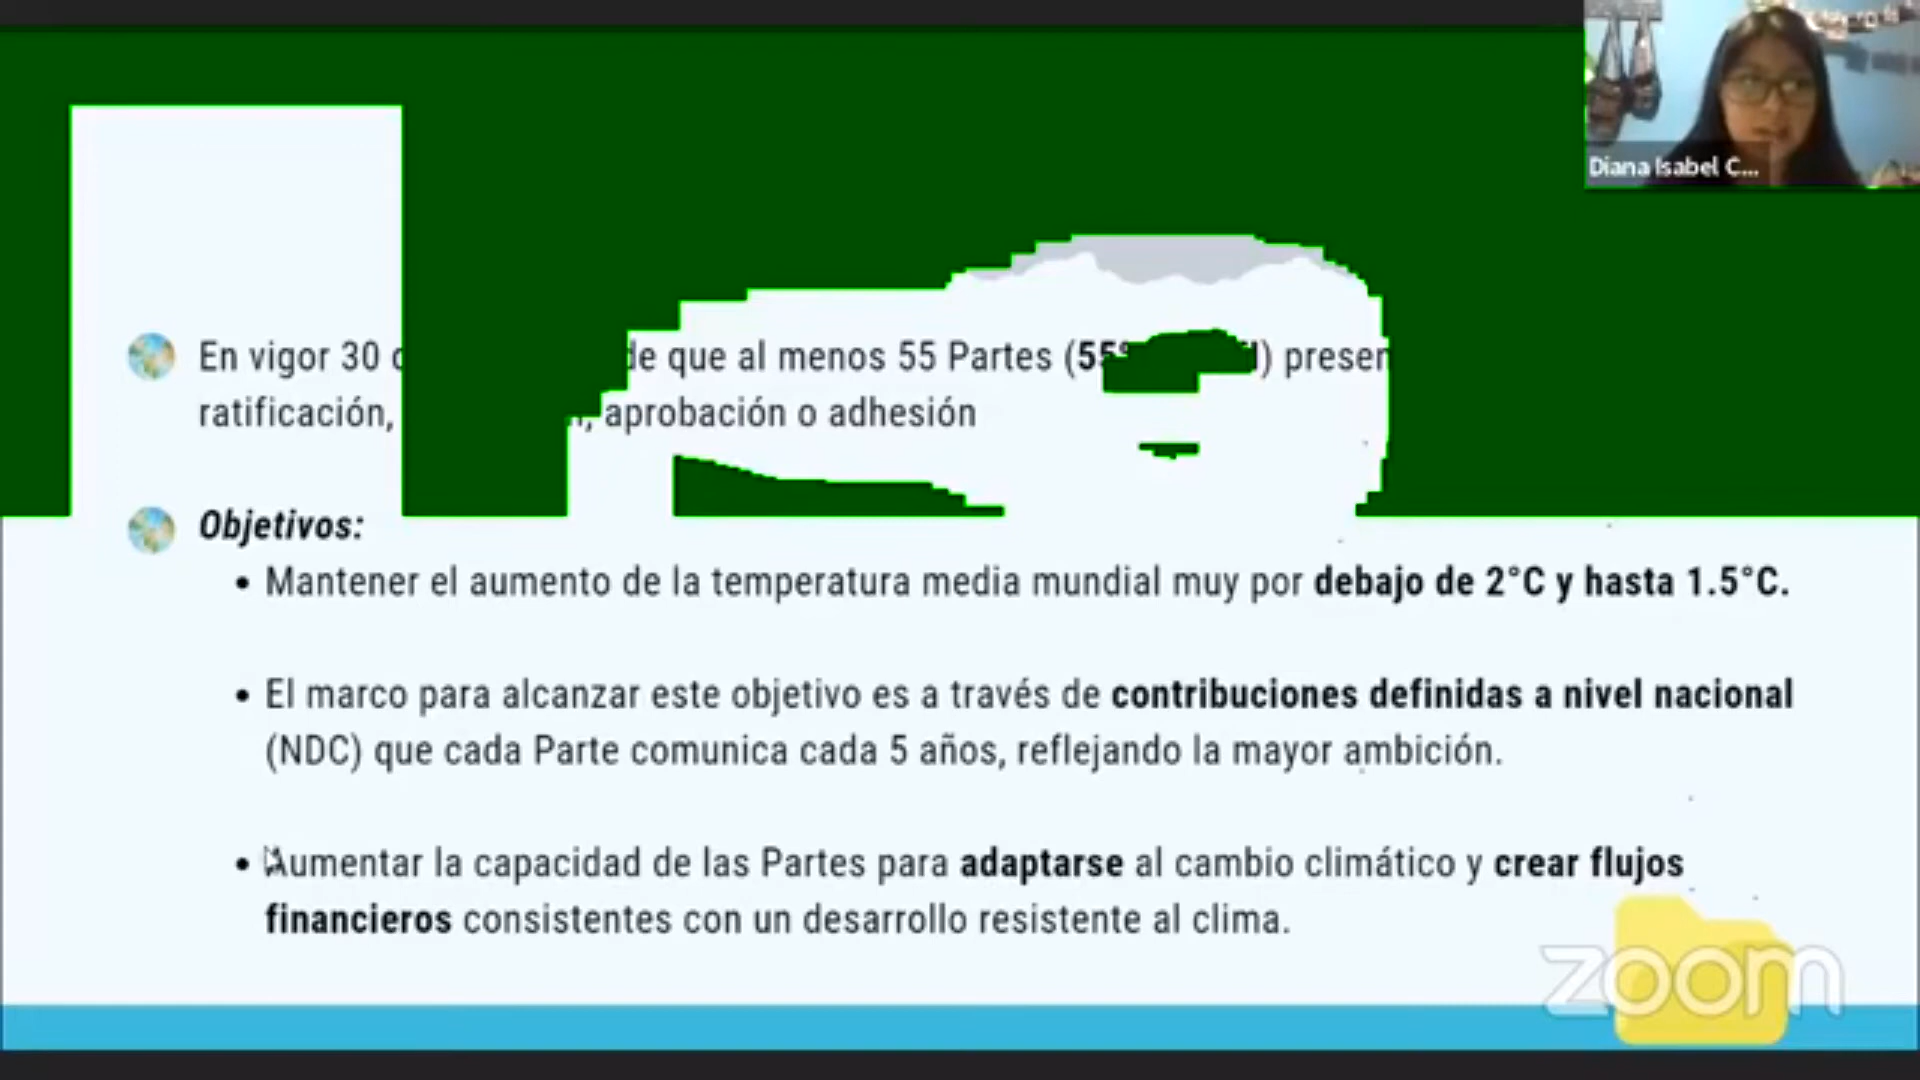 Diana Isabel C...
En vigor 30 de que al menos 55 Partes (
ratificación, aprobación o adhesión
Objetivos:
• Mantener el aumento de la temperatura media mundial muy por debajo de 2°C y hasta 1.5°C.
• El marco para alcanzar este objetivo es a través de contribuciones definidas a nivel nacional
(NDC) que cada Parte comunica cada 5 años, reflejando la mayor ambición.
• Aumentar la capacidad de las Partes para adaptarse al cambio climático y crear flujos
financieros consistentes con un desarrollo resistente al clima.
zoom